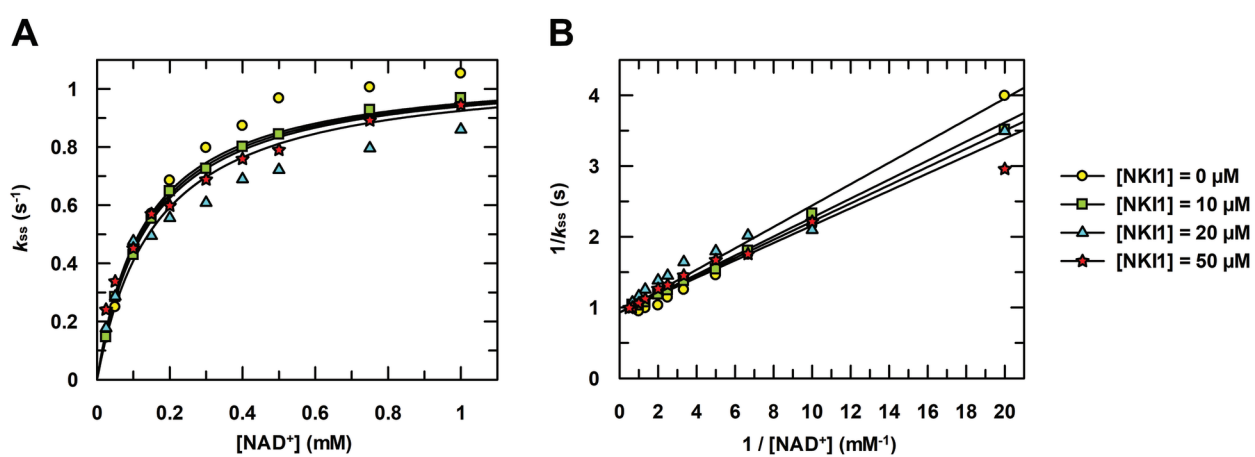 A
B
1
0.8
0.6
0.4
0.2
0
kss (s-1)
0 0.2 0.4 0.6 0.8 1
[NAD+] (mM)
4
3
2
1
0
1/kss (s)
0 2 4 6 8 10 12 14 16 18 20
1 / [NAD+] (mM-1)
[NKI1] = 0 µM
[NKI1] = 10 µM
[NKI1] = 20 µM
[NKI1] = 50 µM